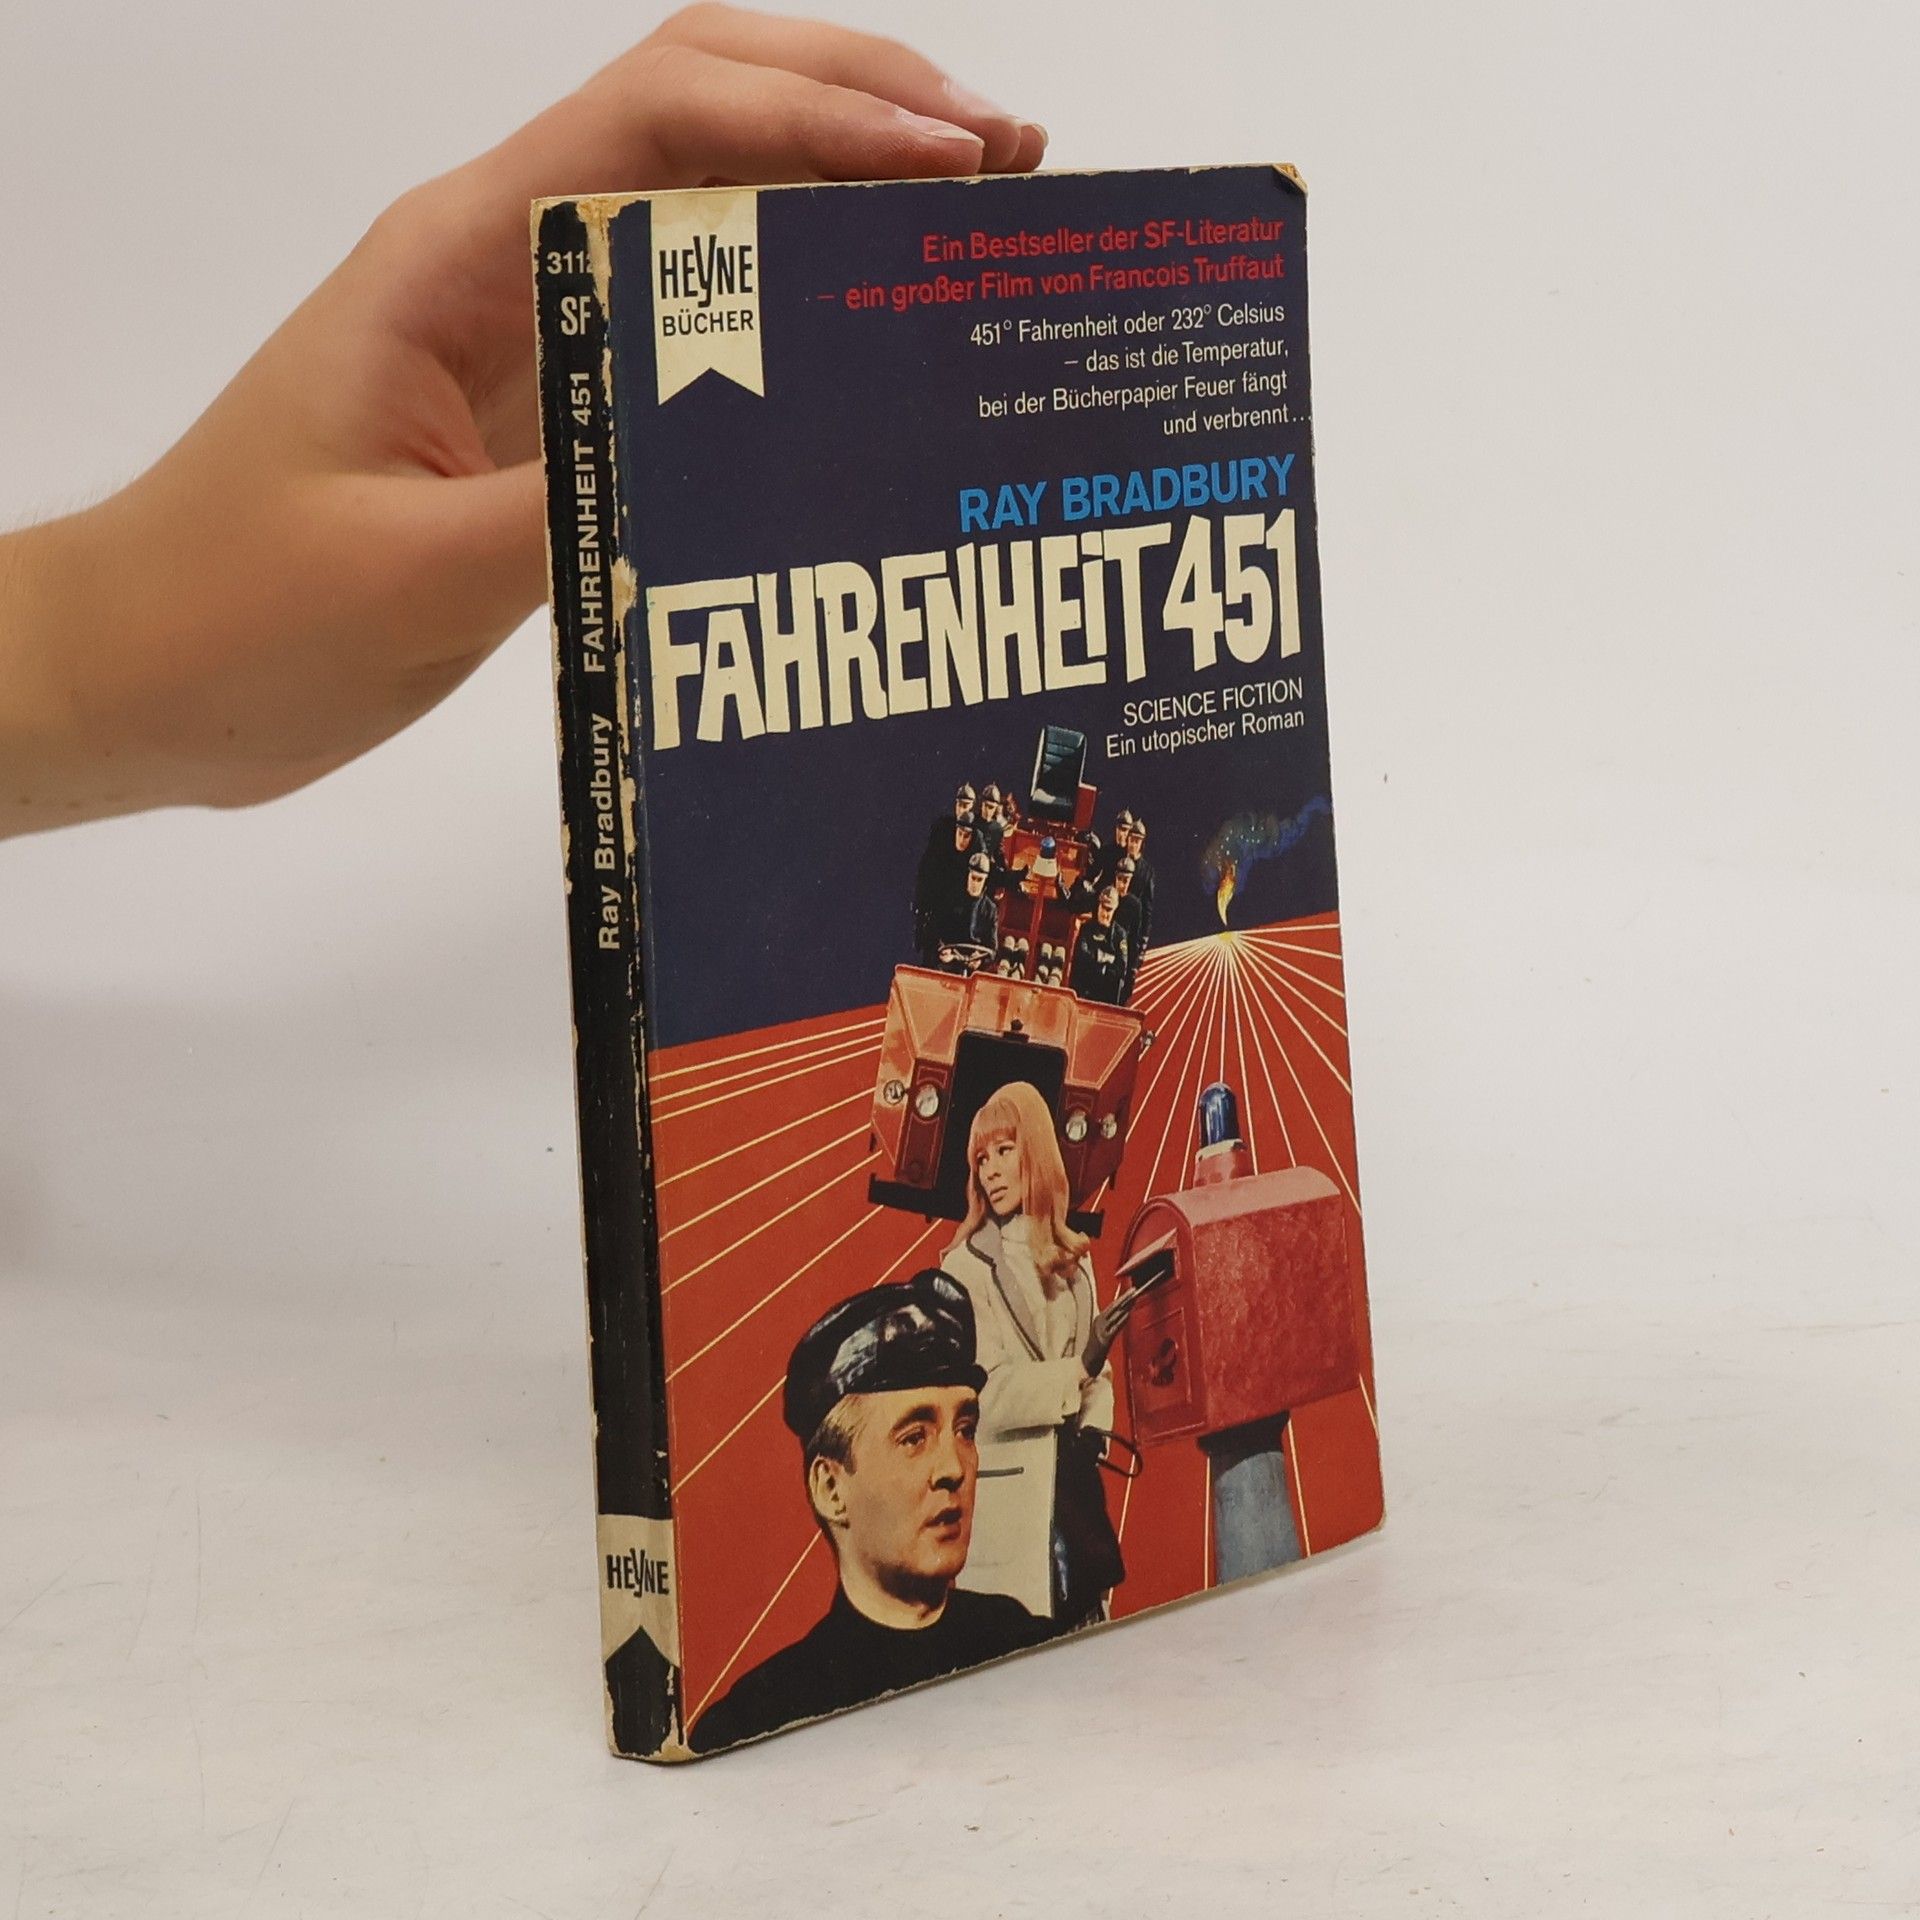 3112
SF
Ray Bradbury FAHRENHEIT 451
HEYNE
HEYNE
BÜCHER
Ein Bestseller der SF-Literatur
– ein großer Film von Francois Truffaut
451° Fahrenheit oder 232° Celsius
– das ist die Temperatur,
bei der Bücherpapier Feuer fängt
und verbrennt...
RAY BRADBURY
FAHRENHEIT 451
SCIENCE FICTION
Ein utopischer Roman